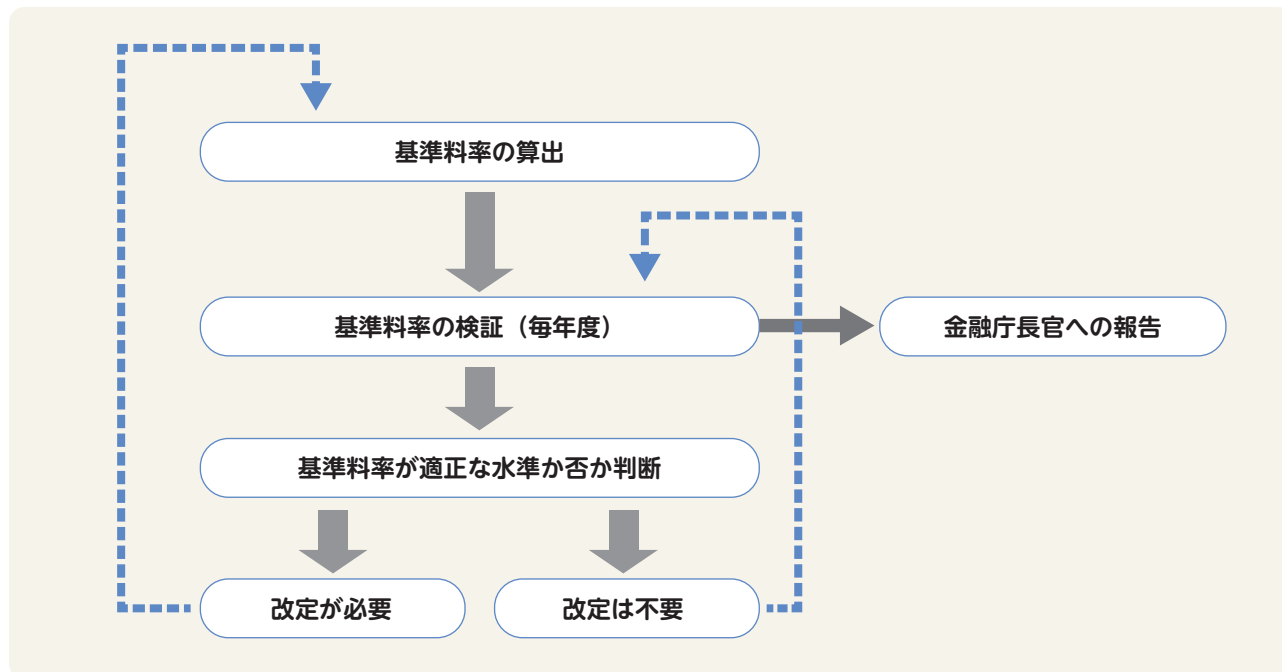 基準料率の算出
基準料率の検証（毎年度）
金融庁長官への報告
基準料率が適正な水準か否か判断
改定が必要
改定は不要